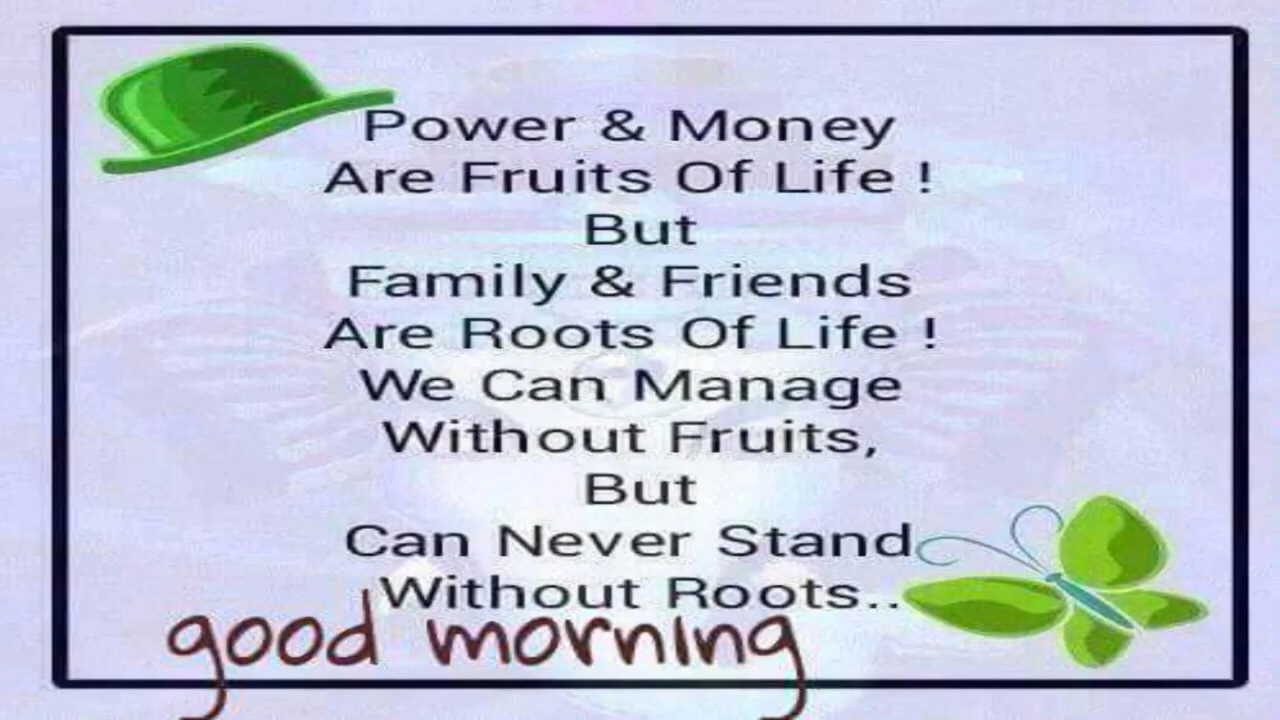 Power & Money
Are Fruits Of Life !
But
Family & Friends
Are Roots Of Life !
We Can Manage
Without Fruits,
But
Can Never Stand
Without Roots..
good morning